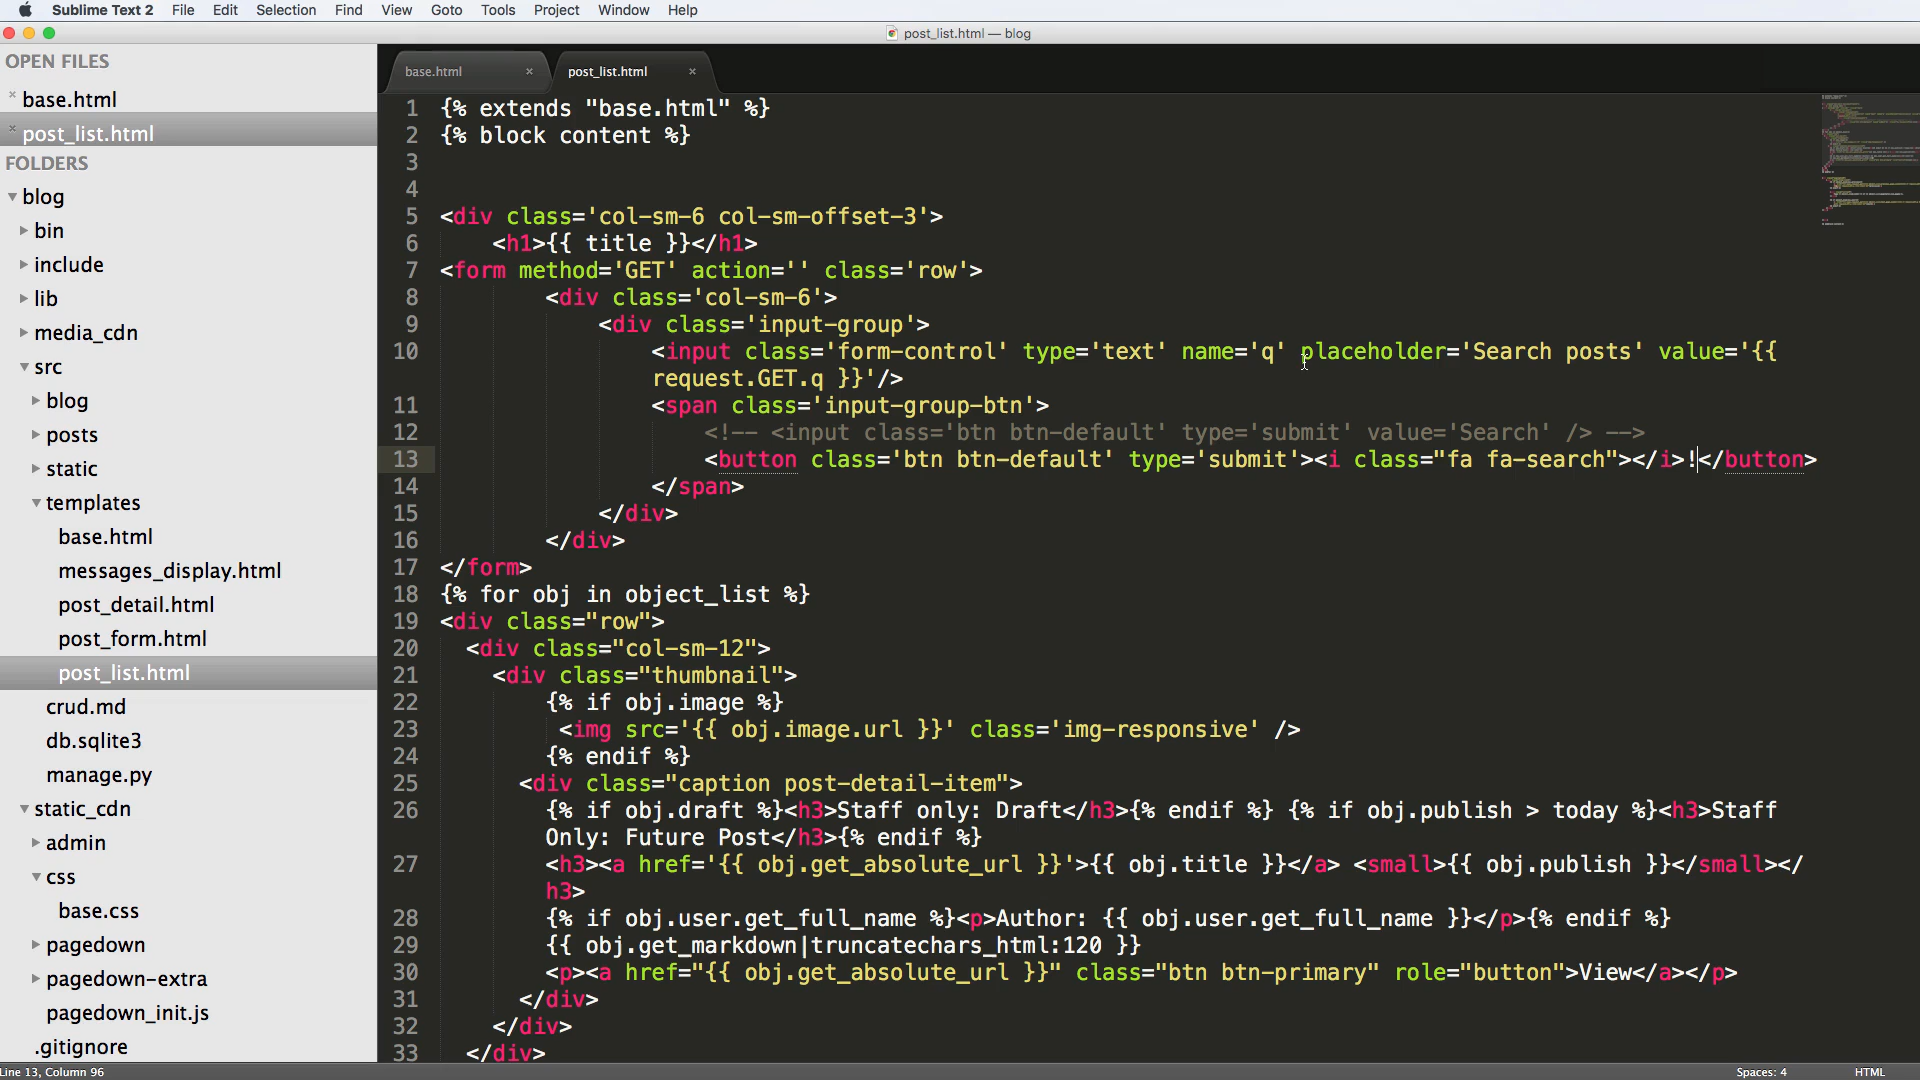 Sublime Text 2 File Edit Selection Find View Goto Tools Project Window Help
post_list.html — blog
OPEN FILES
× base.html
× post_list.html
FOLDERS
blog
bin
include
lib
media_cdn
src
blog
posts
static
templates
base.html
messages_display.html
post_detail.html
post_form.html
post_list.html
crud.md
db.sqlite3
manage.py
static_cdn
admin
css
base.css
pagedown
pagedown-extra
pagedown_init.js
.gitignore
base.html × post_list.html ×
1 {% extends "base.html" %}
2 {% block content %}
3
4
5 <div class='col-sm-6 col-sm-offset-3'>
6     <h1>{{ title }}</h1>
7 <form method='GET' action='' class='row'>
8         <div class='col-sm-6'>
9             <div class='input-group'>
10                 <input class='form-control' type='text' name='q' placeholder='Search posts' value='{{
request.GET.q }}'/>
11                 <span class='input-group-btn'>
12                     <!-- <input class='btn btn-default' type='submit' value='Search' /> -->
13                     <button class='btn btn-default' type='submit'><i class="fa fa-search"></i>!</button>
14                 </span>
15             </div>
16         </div>
17 </form>
18 {% for obj in object_list %}
19 <div class="row">
20   <div class="col-sm-12">
21     <div class="thumbnail">
22         {% if obj.image %}
23          <img src='{{ obj.image.url }}' class='img-responsive' />
24         {% endif %}
25       <div class="caption post-detail-item">
26         {% if obj.draft %}<h3>Staff only: Draft</h3>{% endif %} {% if obj.publish > today %}<h3>Staff
Only: Future Post</h3>{% endif %}
27         <h3><a href='{{ obj.get_absolute_url }}'>{{ obj.title }}</a> <small>{{ obj.publish }}</small></
h3>
28         {% if obj.user.get_full_name %}<p>Author: {{ obj.user.get_full_name }}</p>{% endif %}
29         {{ obj.get_markdown|truncatechars_html:120 }}
30         <p><a href="{{ obj.get_absolute_url }}" class="btn btn-primary" role="button">View</a></p>
31       </div>
32     </div>
33   </div>
Line 13, Column 96 Spaces: 4 HTML